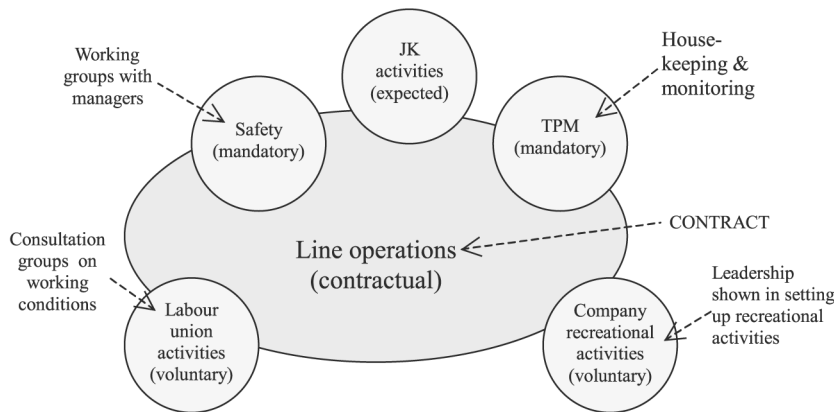 Working
groups with
managers
JK
activities
(expected)
House-
keeping &
monitoring
Safety
(mandatory)
TPM
(mandatory)
CONTRACT
Line operations
(contractual)
Consultation
groups on
working
conditions
Labour
union
activities
(voluntary)
Company
recreational
activities
(voluntary)
Leadership
shown in setting
up recreational
activities